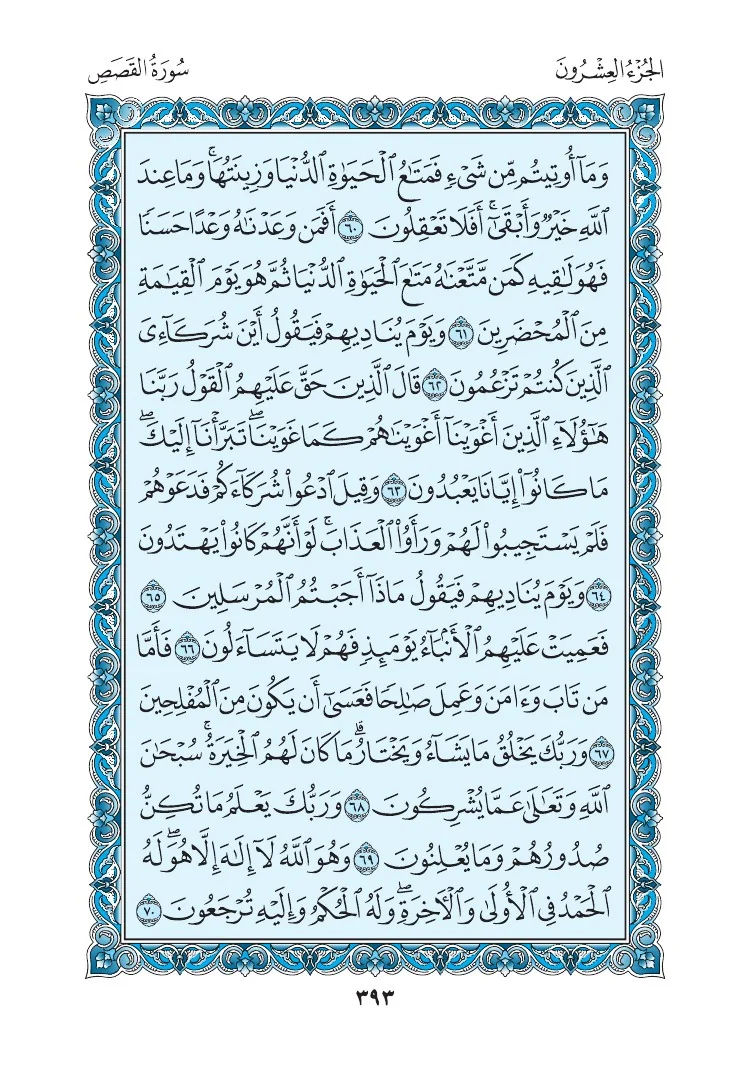 الجُزْءُ العِشْرُونَ
سُورَةُ القَصَصِ
وَمَآ أُوتِيتُم مِّن شَىْءٍ فَمَتَٰعُ ٱلْحَيَوٰةِ ٱلدُّنْيَا وَزِينَتُهَاۚ وَمَا عِندَ
ٱللَّهِ خَيْرٌ وَأَبْقَىٰٓۚ أَفَلَا تَعْقِلُونَ ٦٠ أَفَمَن وَعَدْنَٰهُ وَعْدًا حَسَنًا
فَهُوَ لَٰقِيهِ كَمَن مَّتَّعْنَٰهُ مَتَٰعَ ٱلْحَيَوٰةِ ٱلدُّنْيَا ثُمَّ هُوَ يَوْمَ ٱلْقِيَٰمَةِ
مِنَ ٱلْمُحْضَرِينَ ٦١ وَيَوْمَ يُنَادِيهِمْ فَيَقُولُ أَيْنَ شُرَكَآءِىَ
ٱلَّذِينَ كُنتُمْ تَزْعُمُونَ ٦٢ قَالَ ٱلَّذِينَ حَقَّ عَلَيْهِمُ ٱلْقَوْلُ رَبَّنَا
هَٰٓؤُلَآءِ ٱلَّذِينَ أَغْوَيْنَآ أَغْوَيْنَٰهُمْ كَمَا غَوَيْنَاۖ تَبَرَّأْنَآ إِلَيْكَۖ
مَا كَانُوٓا۟ إِيَّانَا يَعْبُدُونَ ٦٣ وَقِيلَ ٱدْعُوا۟ شُرَكَآءَكُمْ فَدَعَوْهُمْ
فَلَمْ يَسْتَجِيبُوا۟ لَهُمْ وَرَأَوُا۟ ٱلْعَذَابَۚ لَوْ أَنَّهُمْ كَانُوا۟ يَهْتَدُونَ
٦٤ وَيَوْمَ يُنَادِيهِمْ فَيَقُولُ مَاذَآ أَجَبْتُمُ ٱلْمُرْسَلِينَ ٦٥
فَعَمِيَتْ عَلَيْهِمُ ٱلْأَنۢبَآءُ يَوْمَئِذٍ فَهُمْ لَا يَتَسَآءَلُونَ ٦٦ فَأَمَّا
مَن تَابَ وَءَامَنَ وَعَمِلَ صَٰلِحًا فَعَسَىٰٓ أَن يَكُونَ مِنَ ٱلْمُفْلِحِينَ
٦٧ وَرَبُّكَ يَخْلُقُ مَا يَشَآءُ وَيَخْتَارُۗ مَا كَانَ لَهُمُ ٱلْخِيَرَةُۚ سُبْحَٰنَ
ٱللَّهِ وَتَعَٰلَىٰ عَمَّا يُشْرِكُونَ ٦٨ وَرَبُّكَ يَعْلَمُ مَا تُكِنُّ
صُدُورُهُمْ وَمَا يُعْلِنُونَ ٦٩ وَهُوَ ٱللَّهُ لَآ إِلَٰهَ إِلَّا هُوَۖ لَهُ
ٱلْحَمْدُ فِى ٱلْأُولَىٰ وَٱلْءَاخِرَةِۖ وَلَهُ ٱلْحُكْمُ وَإِلَيْهِ تُرْجَعُونَ ٧٠
٣٩٣